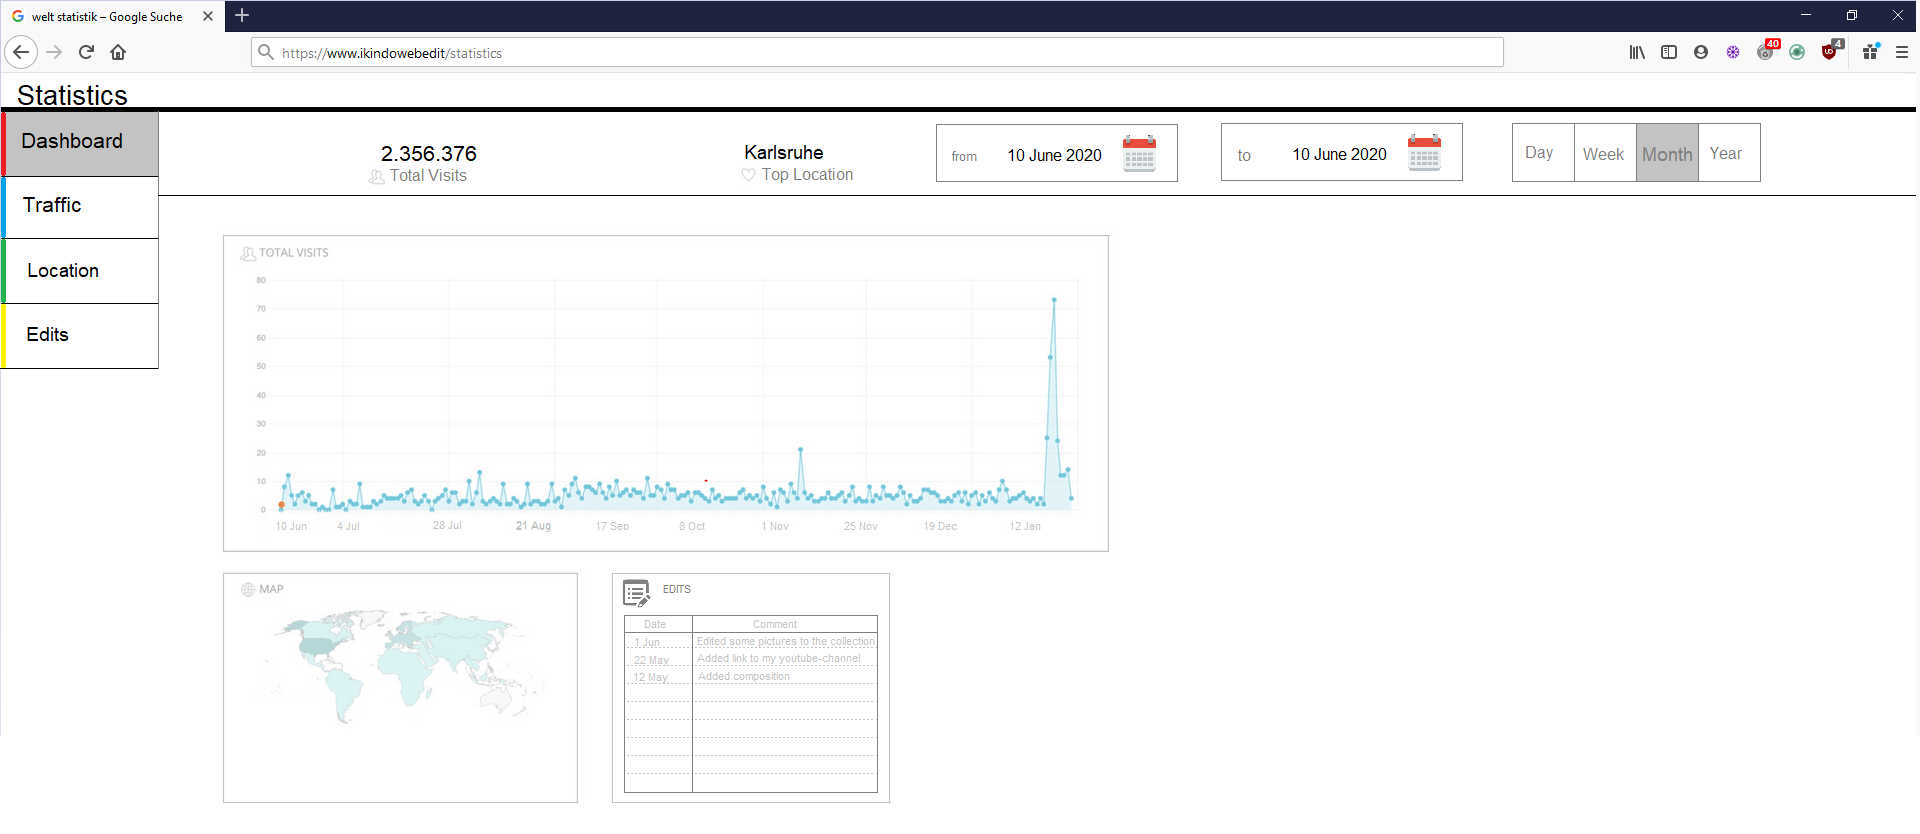 welt statistik – Google Suche
https://www.ikindowebedit/statistics
40
4
Statistics
Dashboard
Traffic
Location
Edits
2.356.376
Total Visits
Karlsruhe
Top Location
from 10 June 2020
to 10 June 2020
Day Week Month Year
TOTAL VISITS
80
70
60
50
40
30
20
10
0
10 Jun 4 Jul 28 Jul 21 Aug 17 Sep 8 Oct 1 Nov 25 Nov 19 Dec 12 Jan
MAP
EDITS
Date Comment
1 Jun Edited some pictures to the collection
22 May Added link to my youtube-channel
12 May Added composition